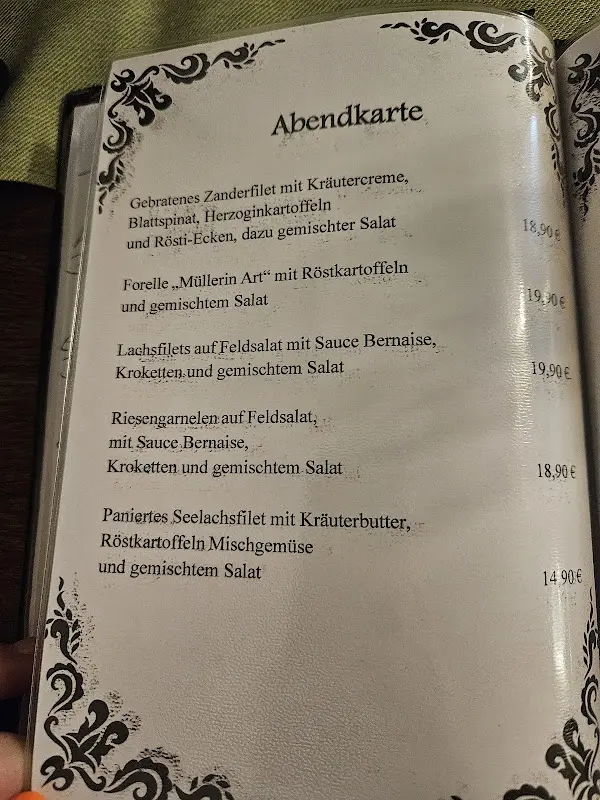 Abendkarte
Gebratenes Zanderfilet mit Kräutercreme,
Blattspinat, Herzoginkartoffeln
und Rösti-Ecken, dazu gemischter Salat 18,90 €
Forelle „Müllerin Art“ mit Röstkartoffeln
und gemischtem Salat 19,90 €
Lachsfilets auf Feldsalat mit Sauce Bernaise,
Kroketten und gemischtem Salat 19,90 €
Riesengarnelen auf Feldsalat,
mit Sauce Bernaise,
Kroketten und gemischtem Salat 18,90 €
Paniertes Seelachsfilet mit Kräuterbutter,
Röstkartoffeln Mischgemüse
und gemischtem Salat 14,90 €